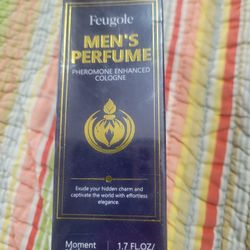 Feugole
MEN'S
PERFUME
PHEROMONE ENHANCED
COLOGNE
Exude your hidden charm and
captivate the world with effortless
elegance.
Moment 1.7 FL.OZ/